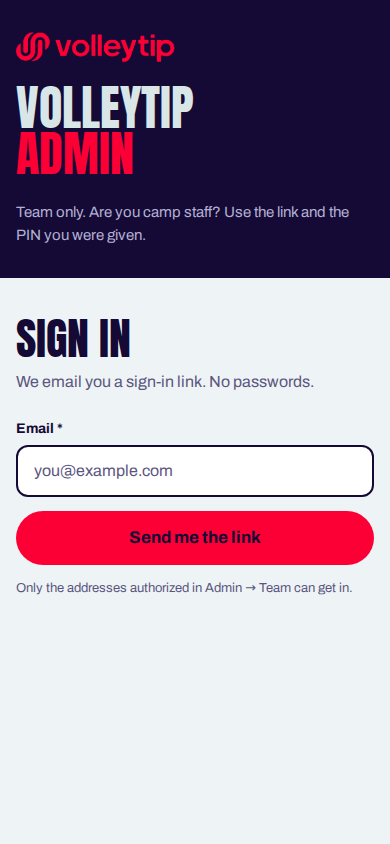 volleytip
VOLLEYTIP
ADMIN
Team only. Are you camp staff? Use the link and the
PIN you were given.
SIGN IN
We email you a sign-in link. No passwords.
Email *
you@example.com
Send me the link
Only the addresses authorized in Admin → Team can get in.